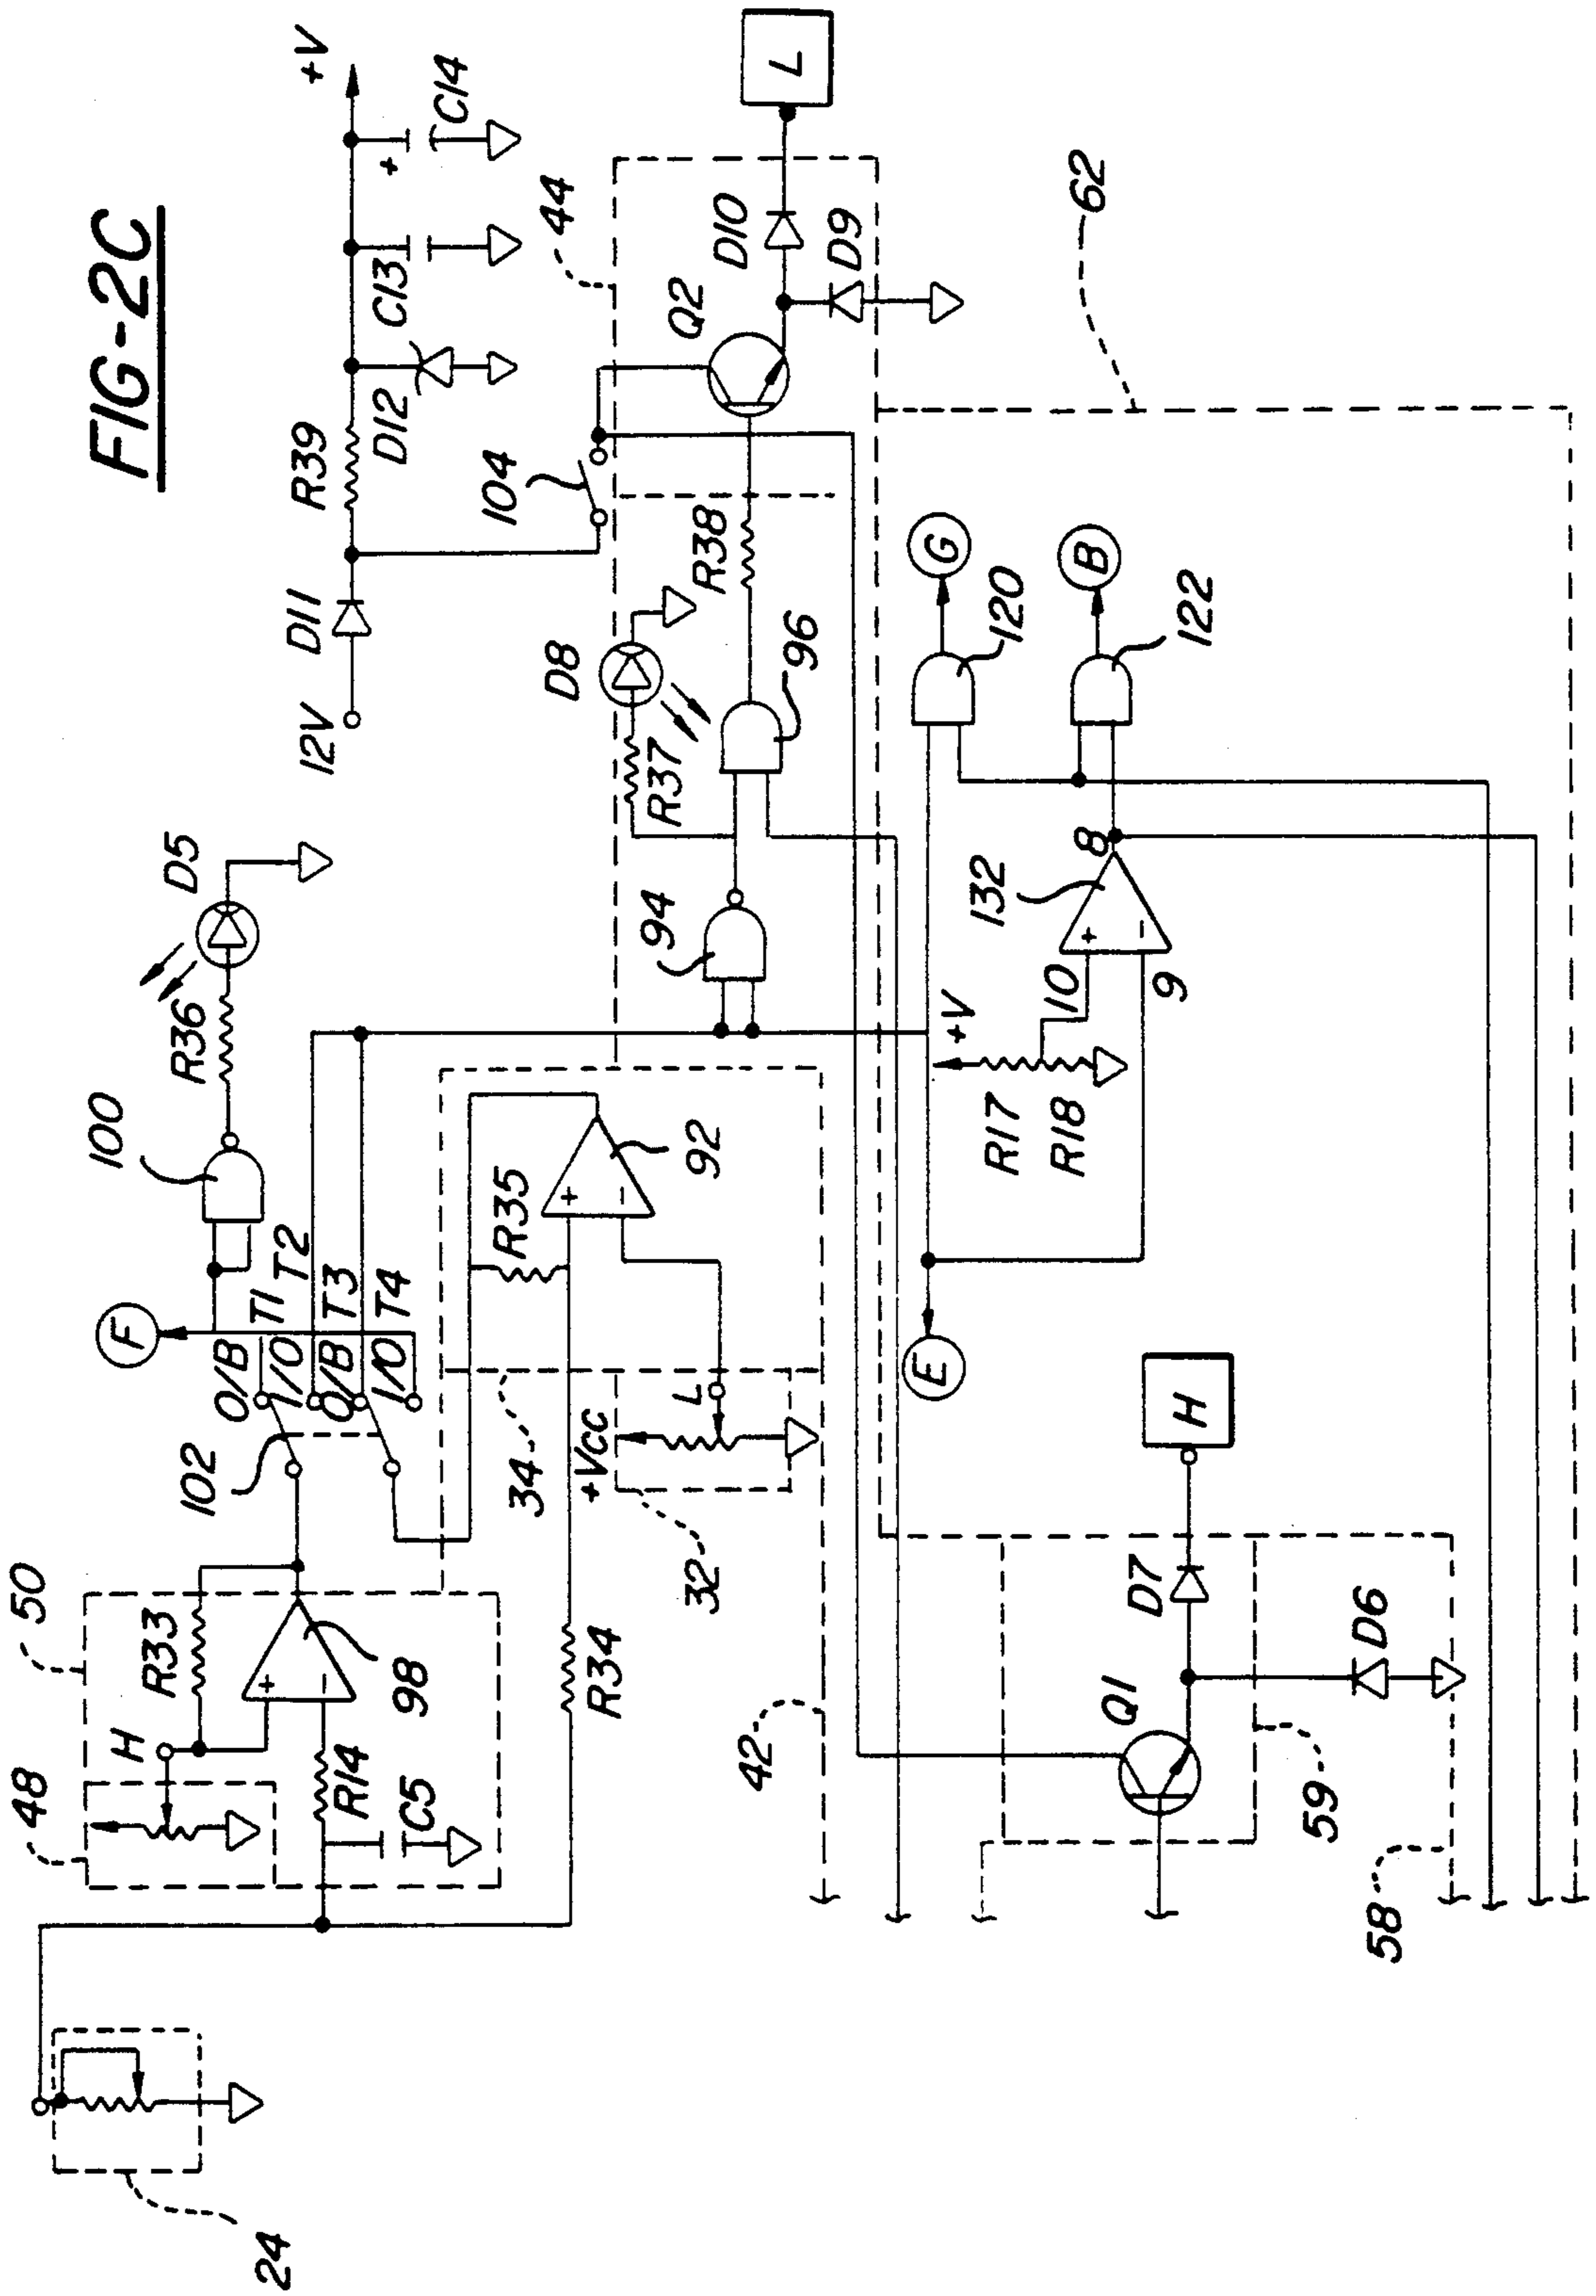 FIG-2C
+V
12V
D11
R39
D12
C13
+
C14
104
44
L
D10
D9
Q2
R38
D8
R37
96
94
D5
R36
100
F
O/B
T1
I/O
T2
O/B
T3
I/O
T4
102
50
R33
98
+
−
48
H
R14
C5
24
R34
R35
92
+
−
34
+Vcc
L
32
42
62
G
120
B
122
132
8
+
−
10
9
+V
R17
R18
E
H
D7
D6
Q1
59
58